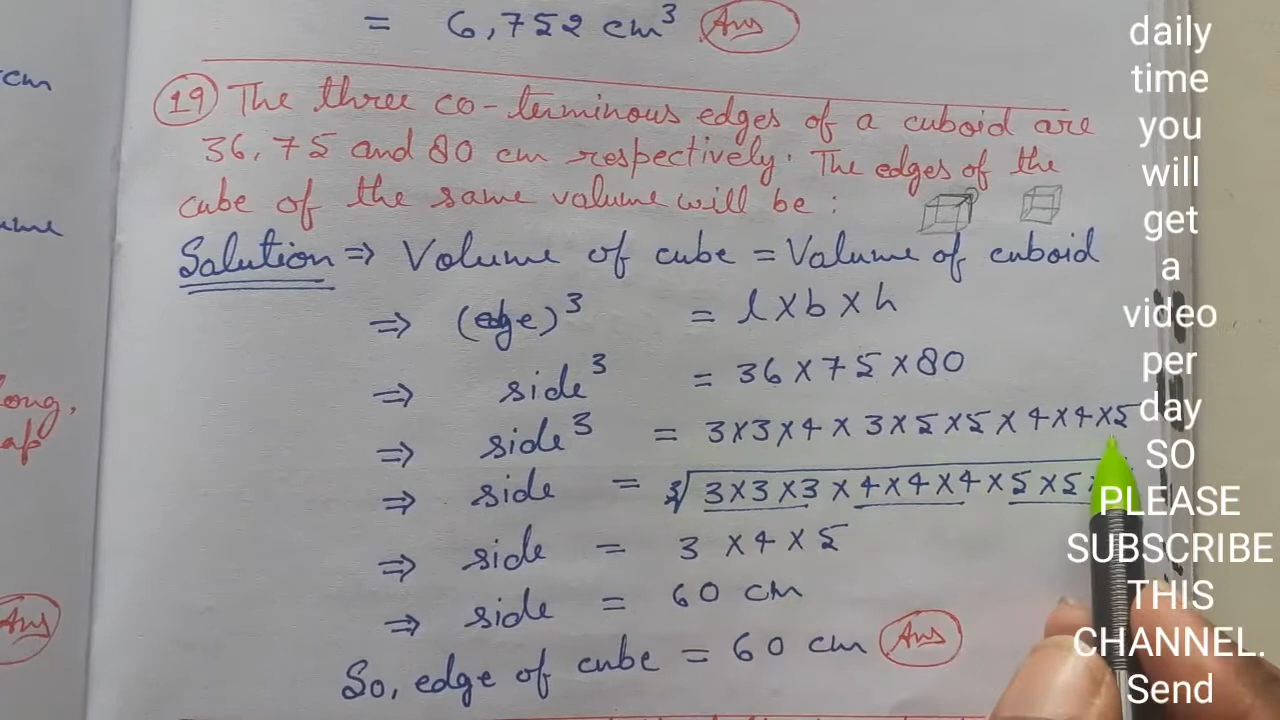 = 6,752 cm³ Ans
cm
19 The three co-terminous edges of a cuboid are
36, 75 and 80 cm respectively. The edges of the
cube of the same volume will be :
Solution ⇒ Volume of cube = Volume of cuboid
⇒ (edge)³ = l × b × h
⇒ side³ = 36 × 75 × 80
⇒ side³ = 3×3×4 × 3×5×5×4×4×5
⇒ side = ∛3×3×3 × 4×4×4×5×5×
⇒ side = 3 × 4 × 5
⇒ side = 60 cm
So, edge of cube = 60 cm Ans
ong,
Ans
daily
time
you
will
get
a
video
per
day
SO
PLEASE
SUBSCRIBE
THIS
CHANNEL.
Send